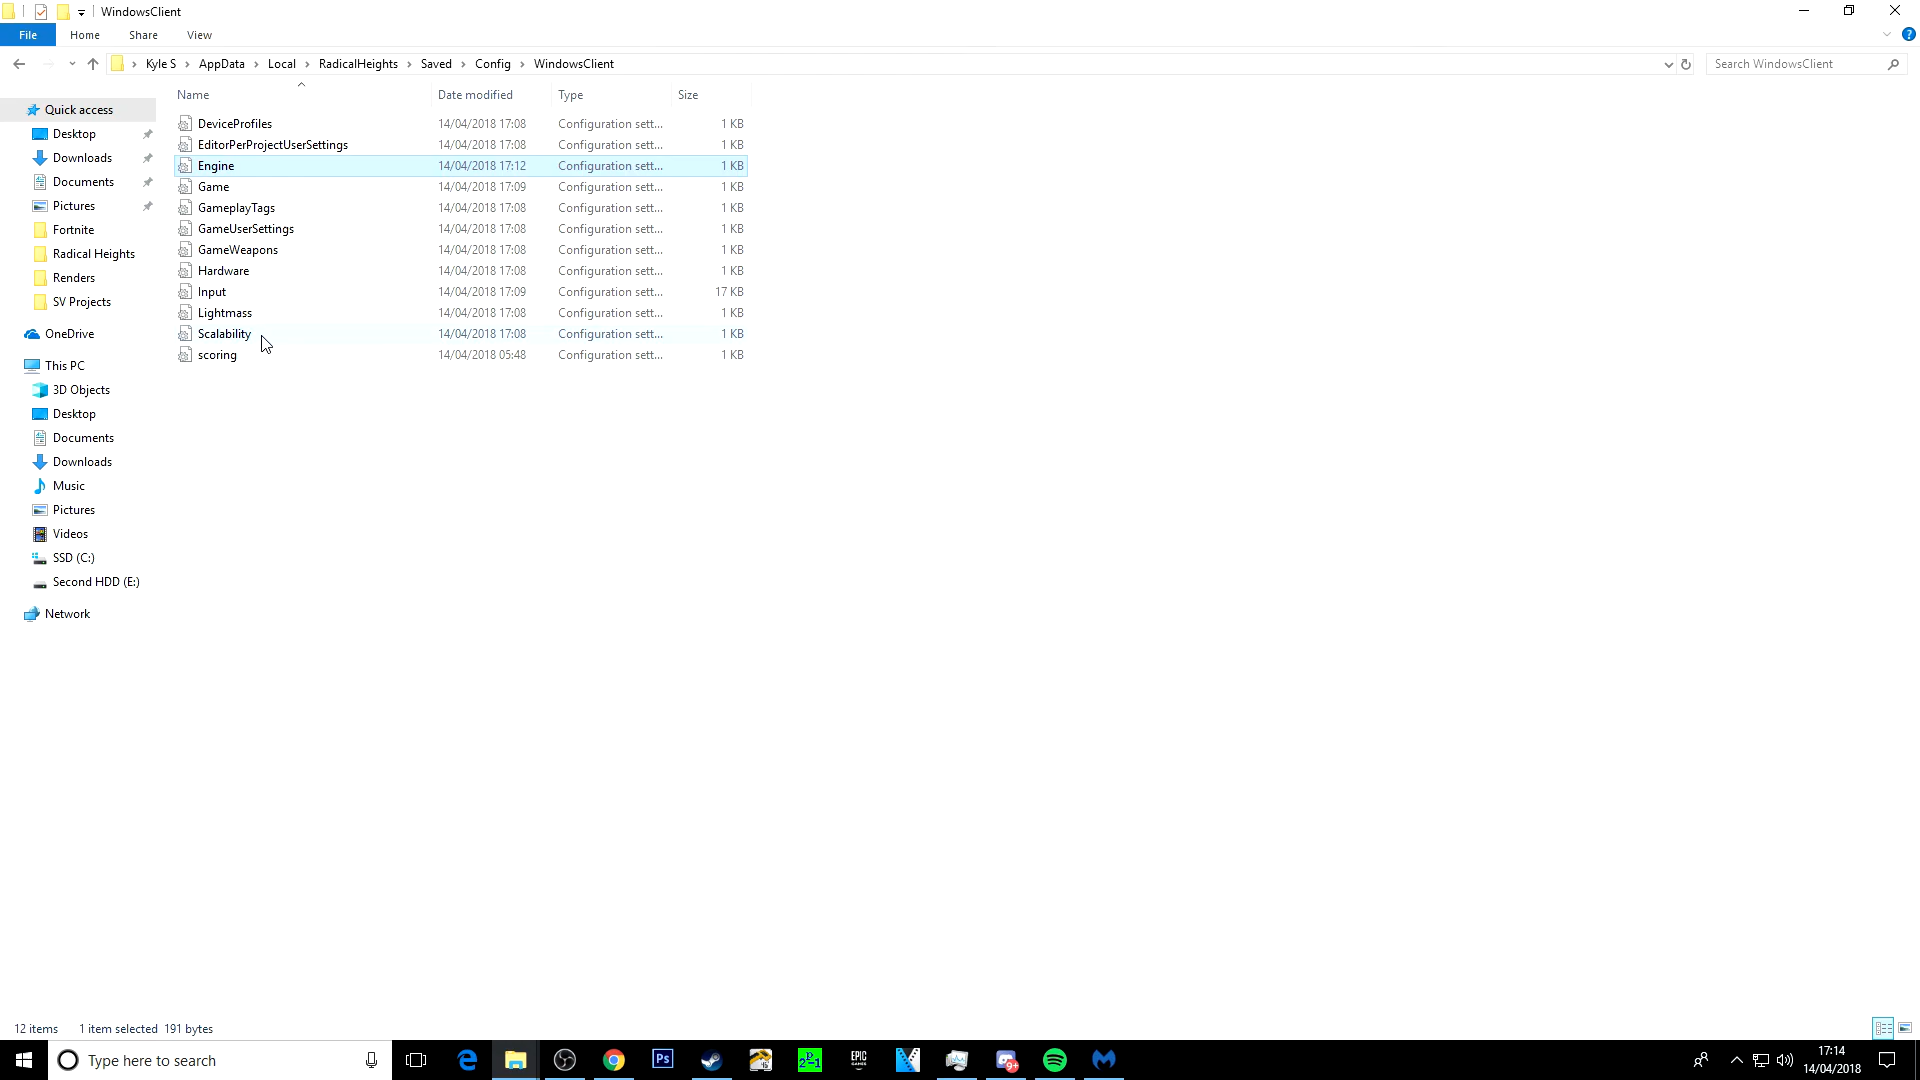 WindowsClient
File Home Share View
Kyle S AppData Local RadicalHeights Saved Config WindowsClient Search WindowsClient
Name Date modified Type Size
Quick access
Desktop
Downloads
Documents
Pictures
Fortnite
Radical Heights
Renders
SV Projects
OneDrive
This PC
3D Objects
Desktop
Documents
Downloads
Music
Pictures
Videos
SSD (C:)
Second HDD (E:)
Network
DeviceProfiles 14/04/2018 17:08 Configuration sett... 1 KB
EditorPerProjectUserSettings 14/04/2018 17:08 Configuration sett... 1 KB
Engine 14/04/2018 17:12 Configuration sett... 1 KB
Game 14/04/2018 17:09 Configuration sett... 1 KB
GameplayTags 14/04/2018 17:08 Configuration sett... 1 KB
GameUserSettings 14/04/2018 17:08 Configuration sett... 1 KB
GameWeapons 14/04/2018 17:08 Configuration sett... 1 KB
Hardware 14/04/2018 17:08 Configuration sett... 1 KB
Input 14/04/2018 17:09 Configuration sett... 17 KB
Lightmass 14/04/2018 17:08 Configuration sett... 1 KB
Scalability 14/04/2018 17:08 Configuration sett... 1 KB
scoring 14/04/2018 05:48 Configuration sett... 1 KB
12 items 1 item selected 191 bytes
Type here to search
Ps
EPIC
GAMES
9+
17:14
14/04/2018